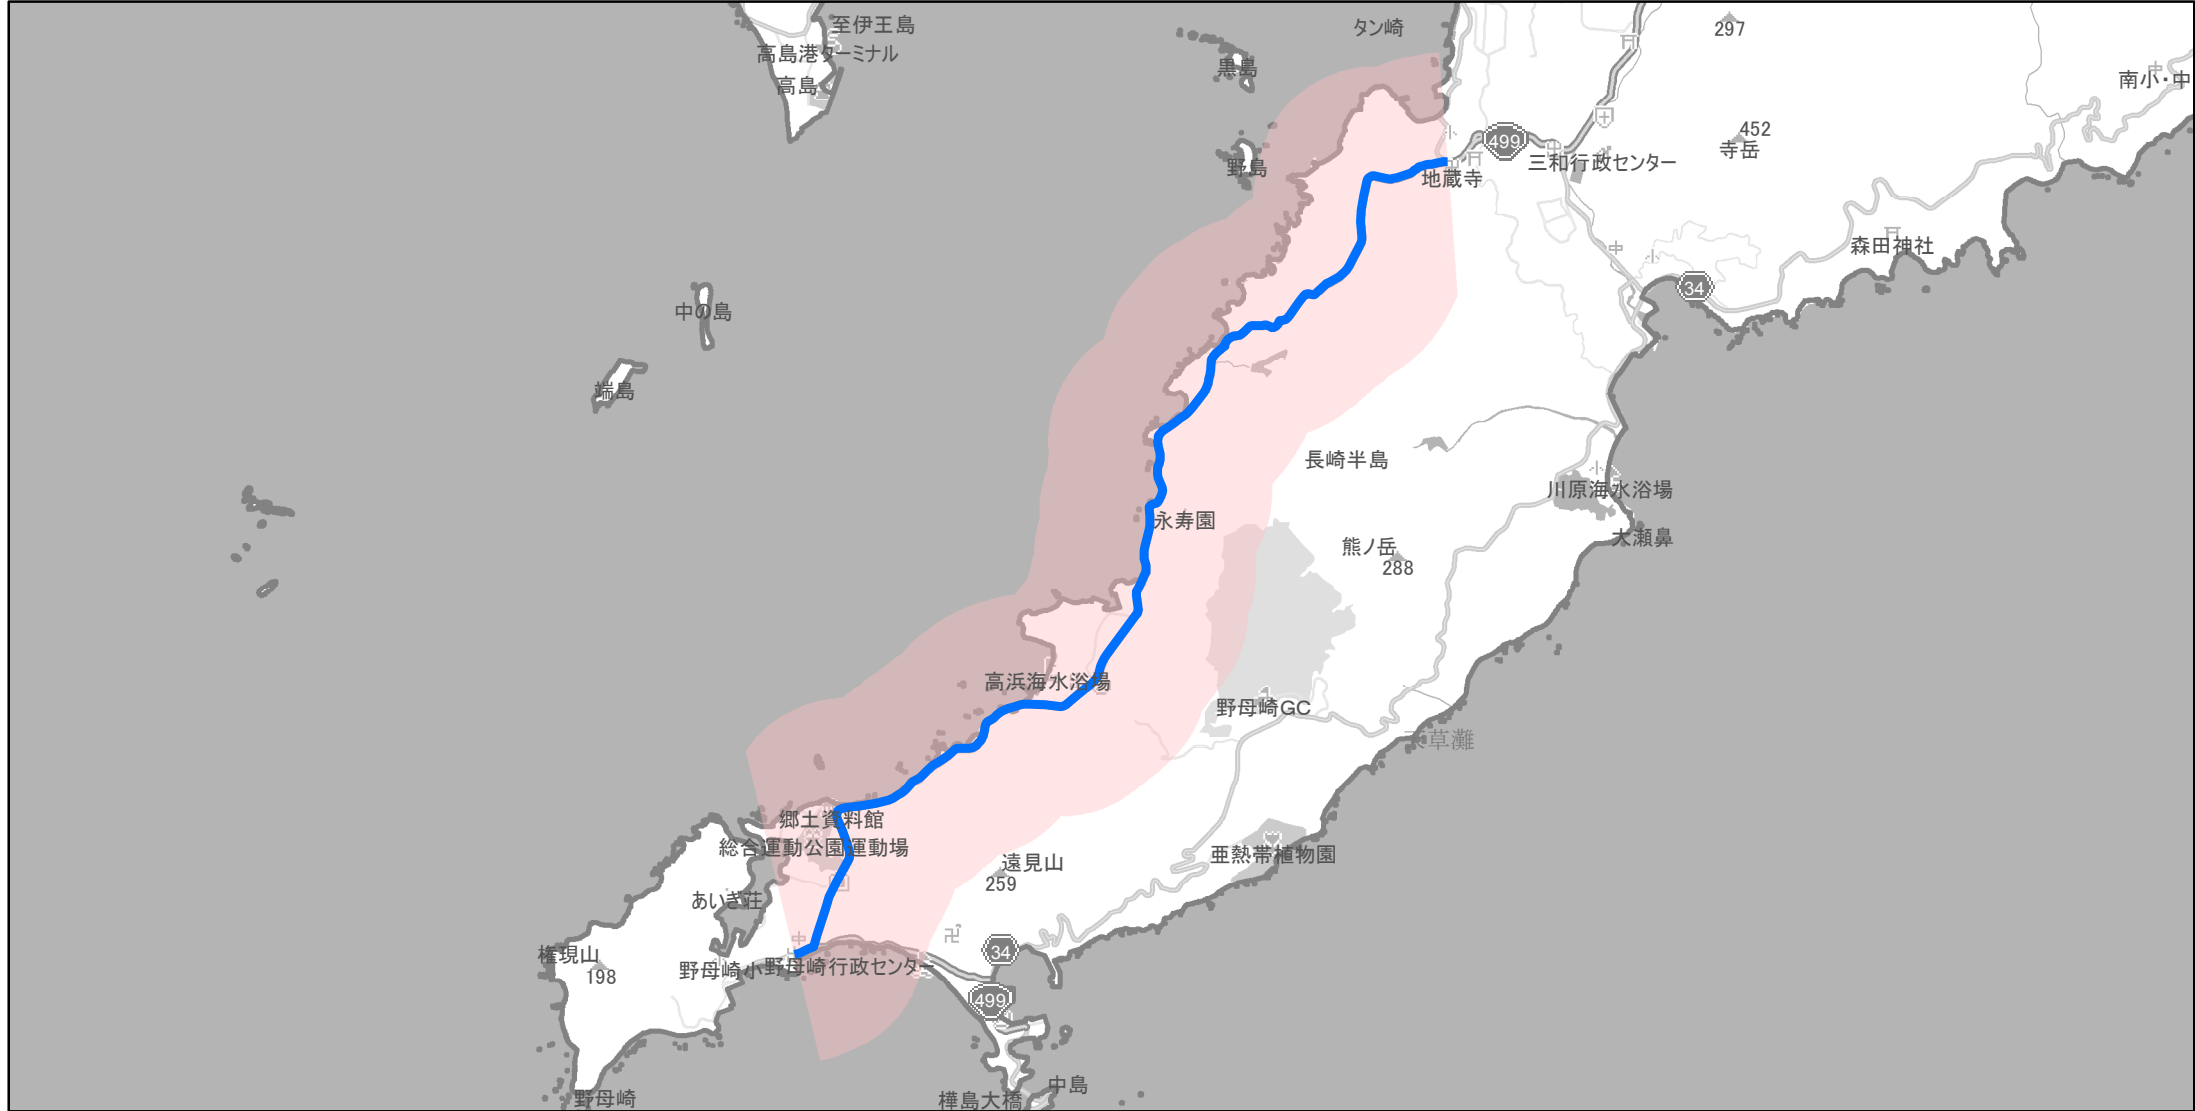 至伊王島
タン崎
297
高島港ターミナル
黒島
南小・中
高島
452
499
寺岳
三和行政センター
野島
地蔵寺
森田神社
34
中の島
端島
長崎半島
川原海水浴場
永寿園
大瀬鼻
熊ノ岳
288
高浜海水浴場
野母崎GC
天草灘
郷土資料館
総合運動公園運動場
亜熱帯植物園
遠見山
259
あいぎ荘
34
権現山
198
野母崎小
野母崎行政センター
499
中島
野母崎
樺島大橋